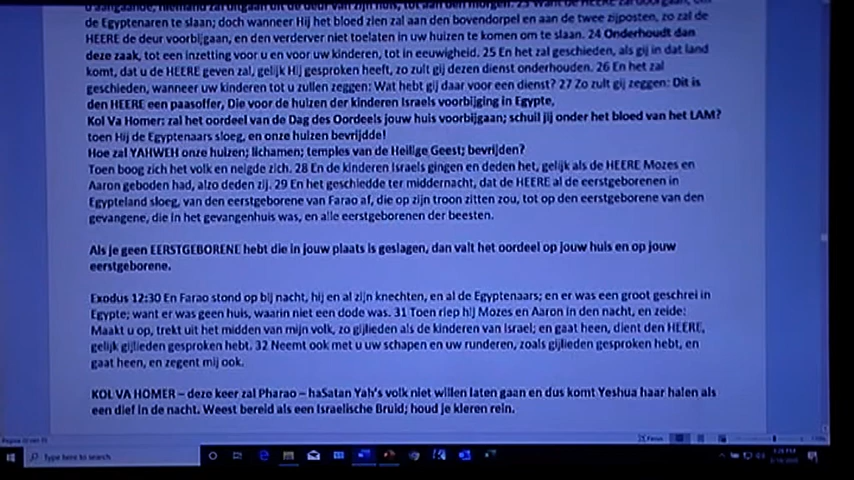 u aangaande, niemand zal uitgaan uit de deur van zijn huis, tot aan den morgen. 23 Want de HEERE zal doorgaan, om
de Egyptenaren te slaan; doch wanneer Hij het bloed zien zal aan den bovendorpel en aan de twee zijposten, zo zal de
HEERE de deur voorbijgaan, en den verderver niet toelaten in uw huizen te komen om te slaan. 24 Onderhoudt dan
deze zaak, tot een inzetting voor u en voor uw kinderen, tot in eeuwigheid. 25 En het zal geschieden, als gij in dat land
komt, dat u de HEERE geven zal, gelijk Hij gesproken heeft, zo zult gij dezen dienst onderhouden. 26 En het zal
geschieden, wanneer uw kinderen tot u zullen zeggen: Wat hebt gij daar voor een dienst? 27 Zo zult gij zeggen: Dit is
den HEERE een paasoffer, Die voor de huizen der kinderen Israels voorbijging in Egypte,
Kol Va Homer: zal het oordeel van de Dag des Oordeels jouw huis voorbijgaan; schuil jij onder het bloed van het LAM?
toen Hij de Egyptenaars sloeg, en onze huizen bevrijdde!
Hoe zal YAHWEH onze huizen; lichamen; temples van de Heilige Geest; bevrijden?
Toen boog zich het volk en neigde zich. 28 En de kinderen Israels gingen en deden het, gelijk als de HEERE Mozes en
Aaron geboden had, alzo deden zij. 29 En het geschiedde ter middernacht, dat de HEERE al de eerstgeborenen in
Egypteland sloeg, van den eerstgeborene van Farao af, die op zijn troon zitten zou, tot op den eerstgeborene van den
gevangene, die in het gevangenhuis was, en alle eerstgeborenen der beesten.
Als je geen EERSTGEBORENE hebt die in jouw plaats is geslagen, dan valt het oordeel op jouw huis en op jouw
eerstgeborene.
Exodus 12:30 En Farao stond op bij nacht, hij en al zijn knechten, en al de Egyptenaars; en er was een groot geschrei in
Egypte; want er was geen huis, waarin niet een dode was. 31 Toen riep hij Mozes en Aaron in den nacht, en zeide:
Maakt u op, trekt uit het midden van mijn volk, zo gijlieden als de kinderen van Israel; en gaat heen, dient den HEERE,
gelijk gijlieden gesproken hebt. 32 Neemt ook met u uw schapen en uw runderen, zoals gijlieden gesproken hebt, en
gaat heen, en zegent mij ook.
KOL VA HOMER – deze keer zal Pharao – haSatan Yah's volk niet willen laten gaan en dus komt Yeshua haar halen als
een dief in de nacht. Weest bereid als een Israelische Bruid; houd je kleren rein.
Focus
Type here to search